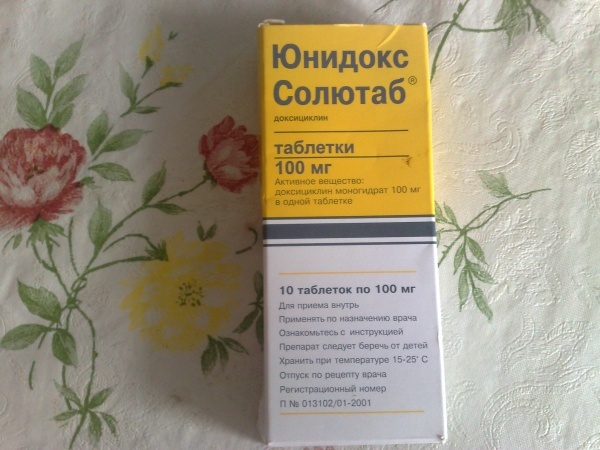 Юнидокс
Солютаб®
доксициклин
таблетки
100 мг
Активное вещество:
доксициклин моногидрат 100 мг
в одной таблетке
10 таблеток по 100 мг
Для приема внутрь
Применять по назначению врача
Ознакомьтесь с инструкцией
Препарат следует беречь от детей
Хранить при температуре 15-25° С
Отпуск по рецепту врача
Регистрационный номер
П № 013102/01-2001